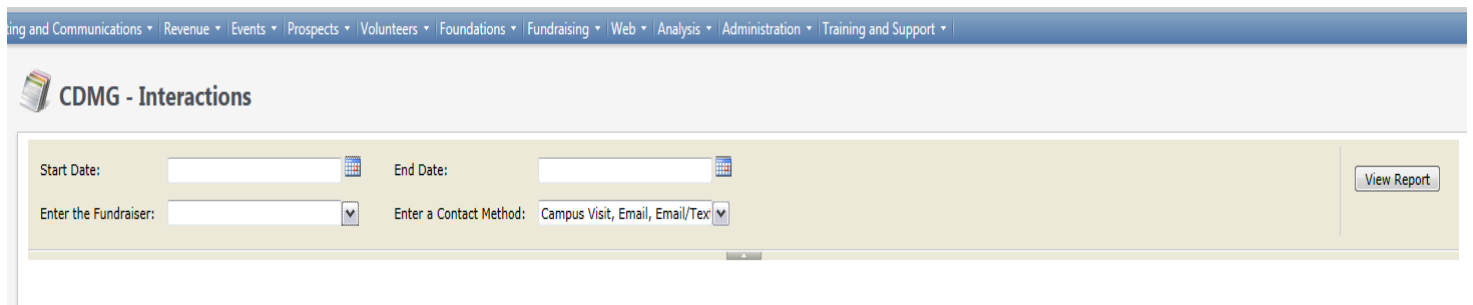 and Communications Revenue Events Prospects Volunteers Foundations Fundraising Web Analysis Administration Training and Support
CDMG - Interactions
Start Date: End Date:
View Report
Enter the Fundraiser: Enter a Contact Method: Campus Visit, Email, Email/Tex